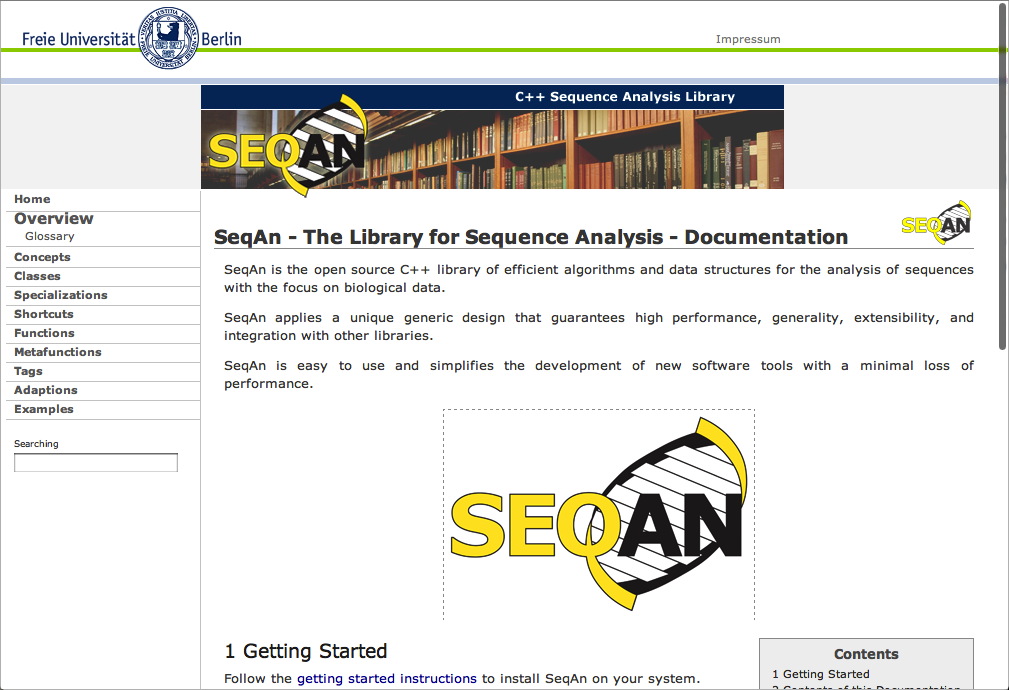 Freie Universität Berlin
Impressum
C++ Sequence Analysis Library
SEQAN
Home
Overview
Glossary
Concepts
Classes
Specializations
Shortcuts
Functions
Metafunctions
Tags
Adaptions
Examples
Searching
SEQAN
SeqAn - The Library for Sequence Analysis - Documentation
SeqAn is the open source C++ library of efficient algorithms and data structures for the analysis of sequences
with the focus on biological data.
SeqAn applies a unique generic design that guarantees high performance, generality, extensibility, and
integration with other libraries.
SeqAn is easy to use and simplifies the development of new software tools with a minimal loss of
performance.
SEQAN
1 Getting Started
Follow the getting started instructions to install SeqAn on your system.
Contents
1 Getting Started
2 Contents of this Documentation